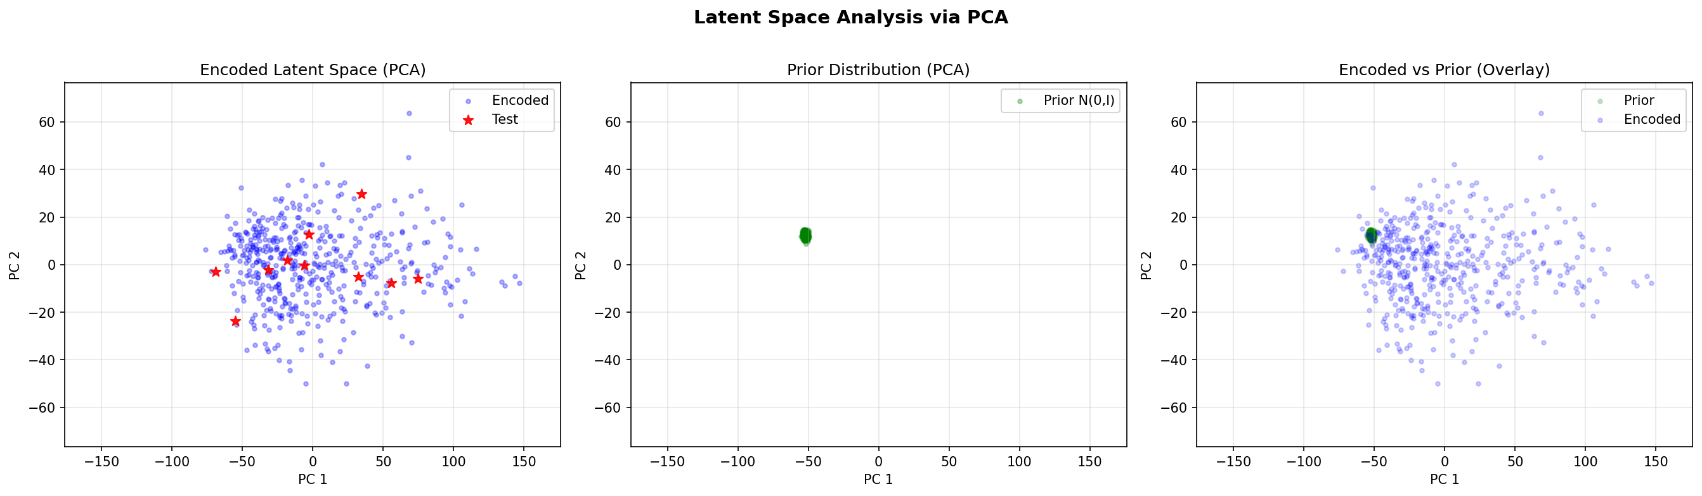 Latent Space Analysis via PCA
Encoded Latent Space (PCA)
Encoded
Test
60
40
20
0
−20
−40
−60
PC 2
−150
−100
−50
0
50
100
150
PC 1
Prior Distribution (PCA)
Prior N(0,I)
60
40
20
0
−20
−40
−60
PC 2
−150
−100
−50
0
50
100
150
PC 1
Encoded vs Prior (Overlay)
Prior
Encoded
60
40
20
0
−20
−40
−60
PC 2
−150
−100
−50
0
50
100
150
PC 1